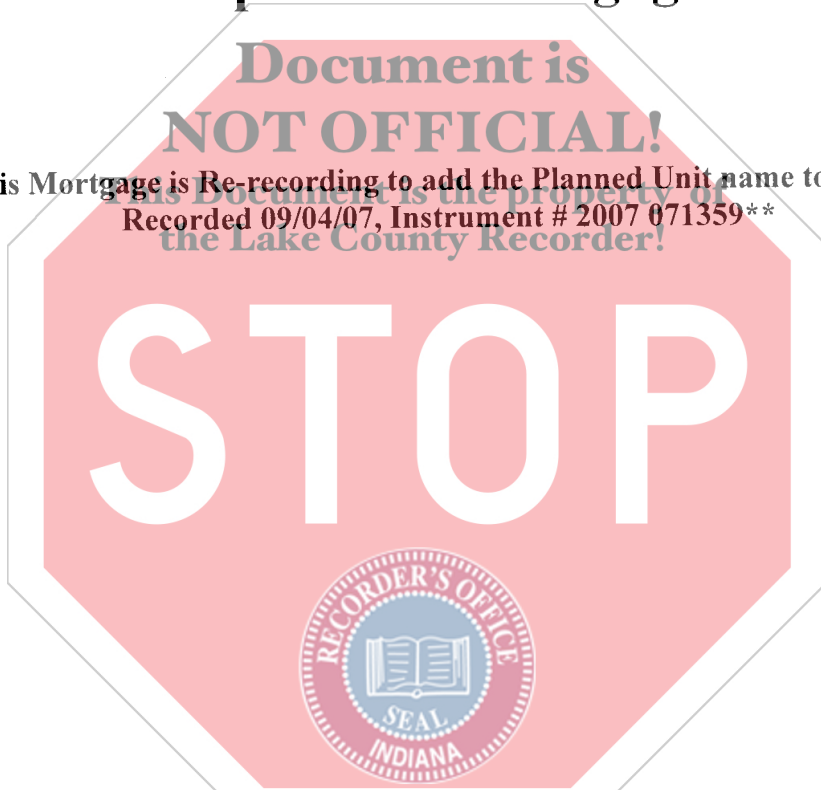 Document is
NOT OFFICIAL!
is Mortgage is Re-recording to add the Planned Unit name to
This Document is the property of
Recorded 09/04/07, Instrument # 2007 071359**
the Lake County Recorder!
STOP
RECORDER'S OFFICE
SEAL
INDIANA